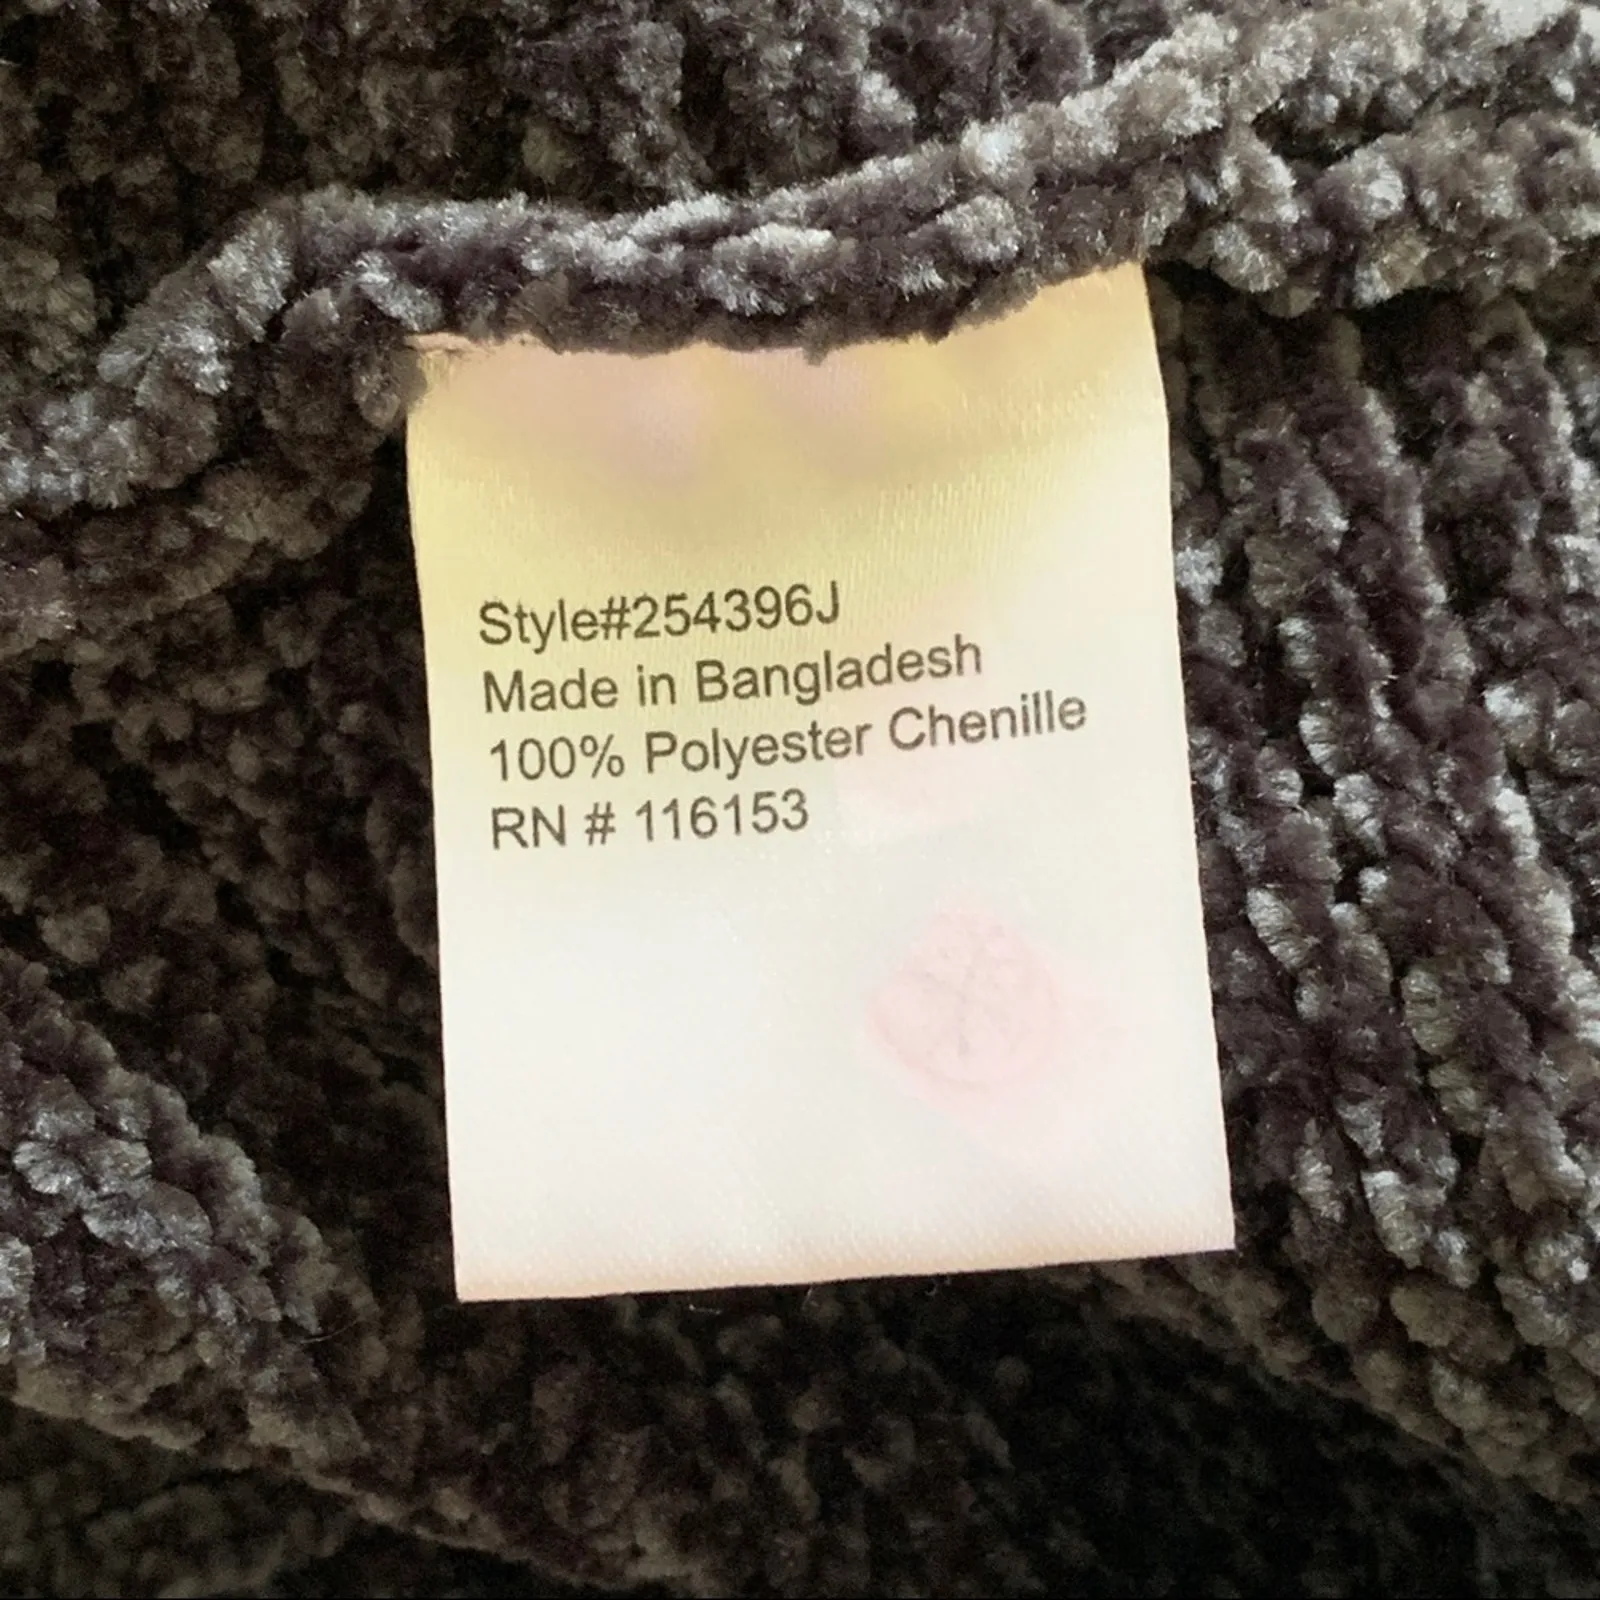 Style#254396J
Made in Bangladesh
100% Polyester Chenille
RN # 116153